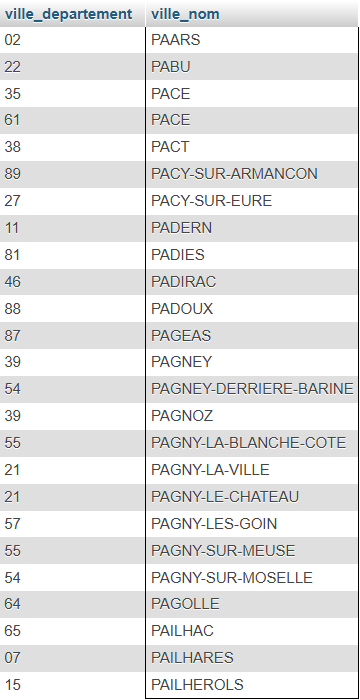 ville_departement ville_nom
02 PAARS
22 PABU
35 PACE
61 PACE
38 PACT
89 PACY-SUR-ARMANCON
27 PACY-SUR-EURE
11 PADERN
81 PADIES
46 PADIRAC
88 PADOUX
87 PAGEAS
39 PAGNEY
54 PAGNEY-DERRIERE-BARINE
39 PAGNOZ
55 PAGNY-LA-BLANCHE-COTE
21 PAGNY-LA-VILLE
21 PAGNY-LE-CHATEAU
57 PAGNY-LES-GOIN
55 PAGNY-SUR-MEUSE
54 PAGNY-SUR-MOSELLE
64 PAGOLLE
65 PAILHAC
07 PAILHARES
15 PAILHEROLS